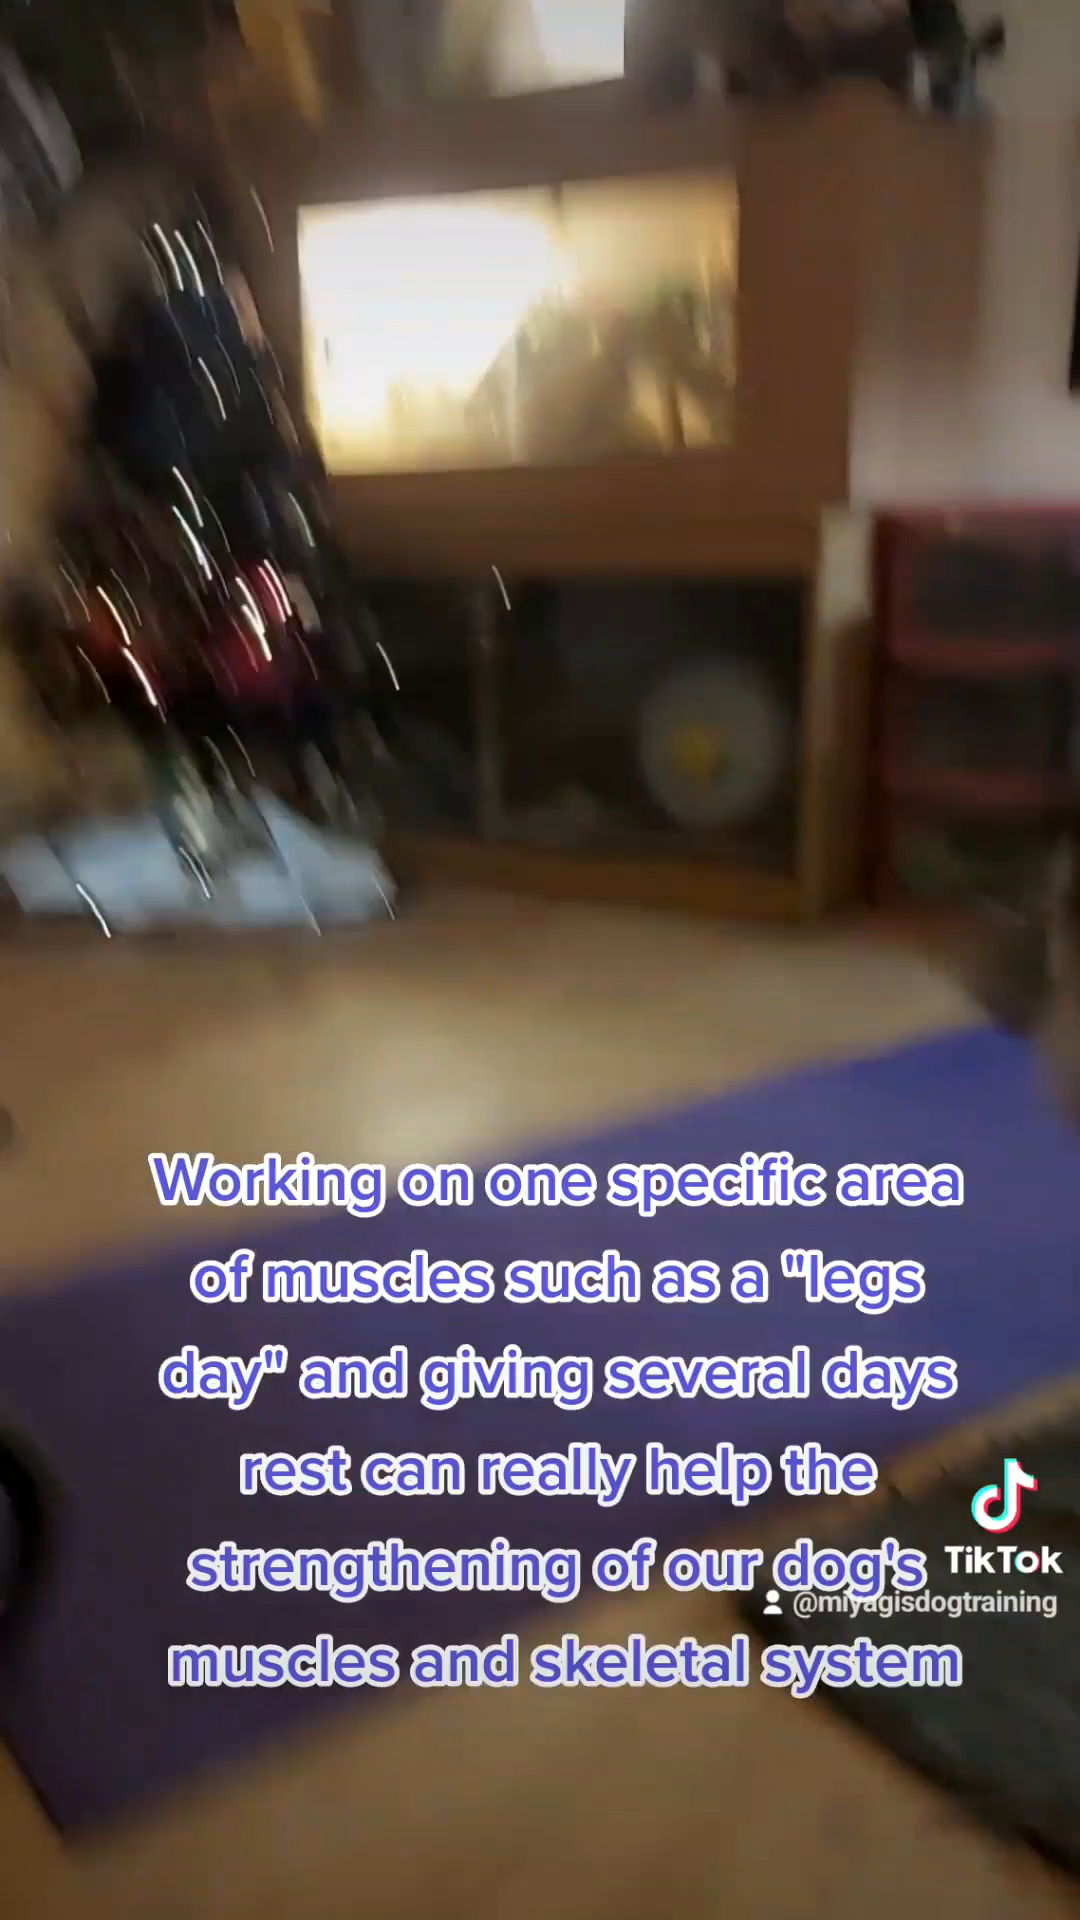 Working on one specific area
of muscles such as a "legs
day" and giving several days
rest can really help the
strengthening of our dog's
muscles and skeletal system
TikTok
@miyagisdogtraining